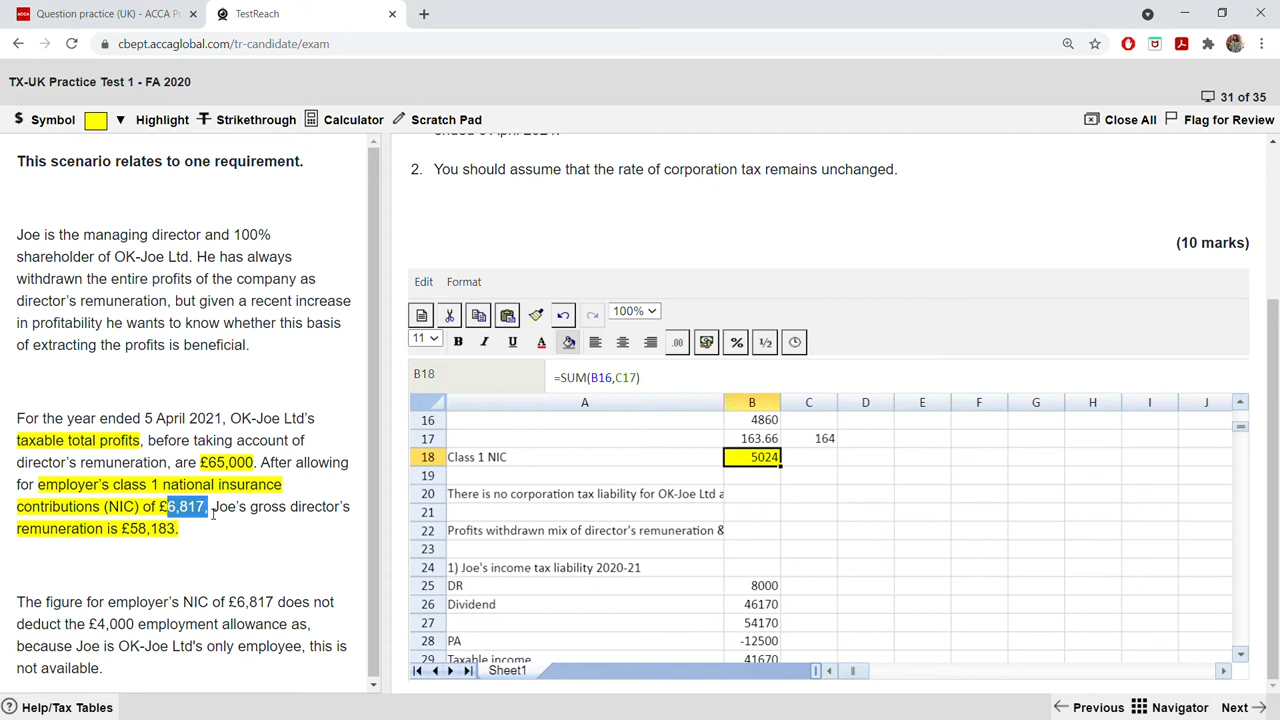 Question practice (UK) - ACCA P
TestReach
cbept.accaglobal.com/tr-candidate/exam
TX-UK Practice Test 1 - FA 2020
31 of 35
$ Symbol
Highlight
Strikethrough
Calculator
Scratch Pad
Close All
Flag for Review
This scenario relates to one requirement.
Joe is the managing director and 100%
shareholder of OK-Joe Ltd. He has always
withdrawn the entire profits of the company as
director's remuneration, but given a recent increase
in profitability he wants to know whether this basis
of extracting the profits is beneficial.
For the year ended 5 April 2021, OK-Joe Ltd's
taxable total profits, before taking account of
director's remuneration, are £65,000. After allowing
for employer's class 1 national insurance
contributions (NIC) of £6,817, Joe's gross director's
remuneration is £58,183.
The figure for employer's NIC of £6,817 does not
deduct the £4,000 employment allowance as,
because Joe is OK-Joe Ltd's only employee, this is
not available.
2. You should assume that the rate of corporation tax remains unchanged.
(10 marks)
Edit Format
100%
11 B I U A .00 % 1/2
B18 =SUM(B16,C17)
A B C D E F G H I J
16 4860
17 163.66 164
18 Class 1 NIC 5024
19
20 There is no corporation tax liability for OK-Joe Ltd a
21
22 Profits withdrawn mix of director's remuneration &
23
24 1) Joe's income tax liability 2020-21
25 DR 8000
26 Dividend 46170
27 54170
28 PA -12500
29 Taxable income 41670
Sheet1
Help/Tax Tables
Previous
Navigator
Next